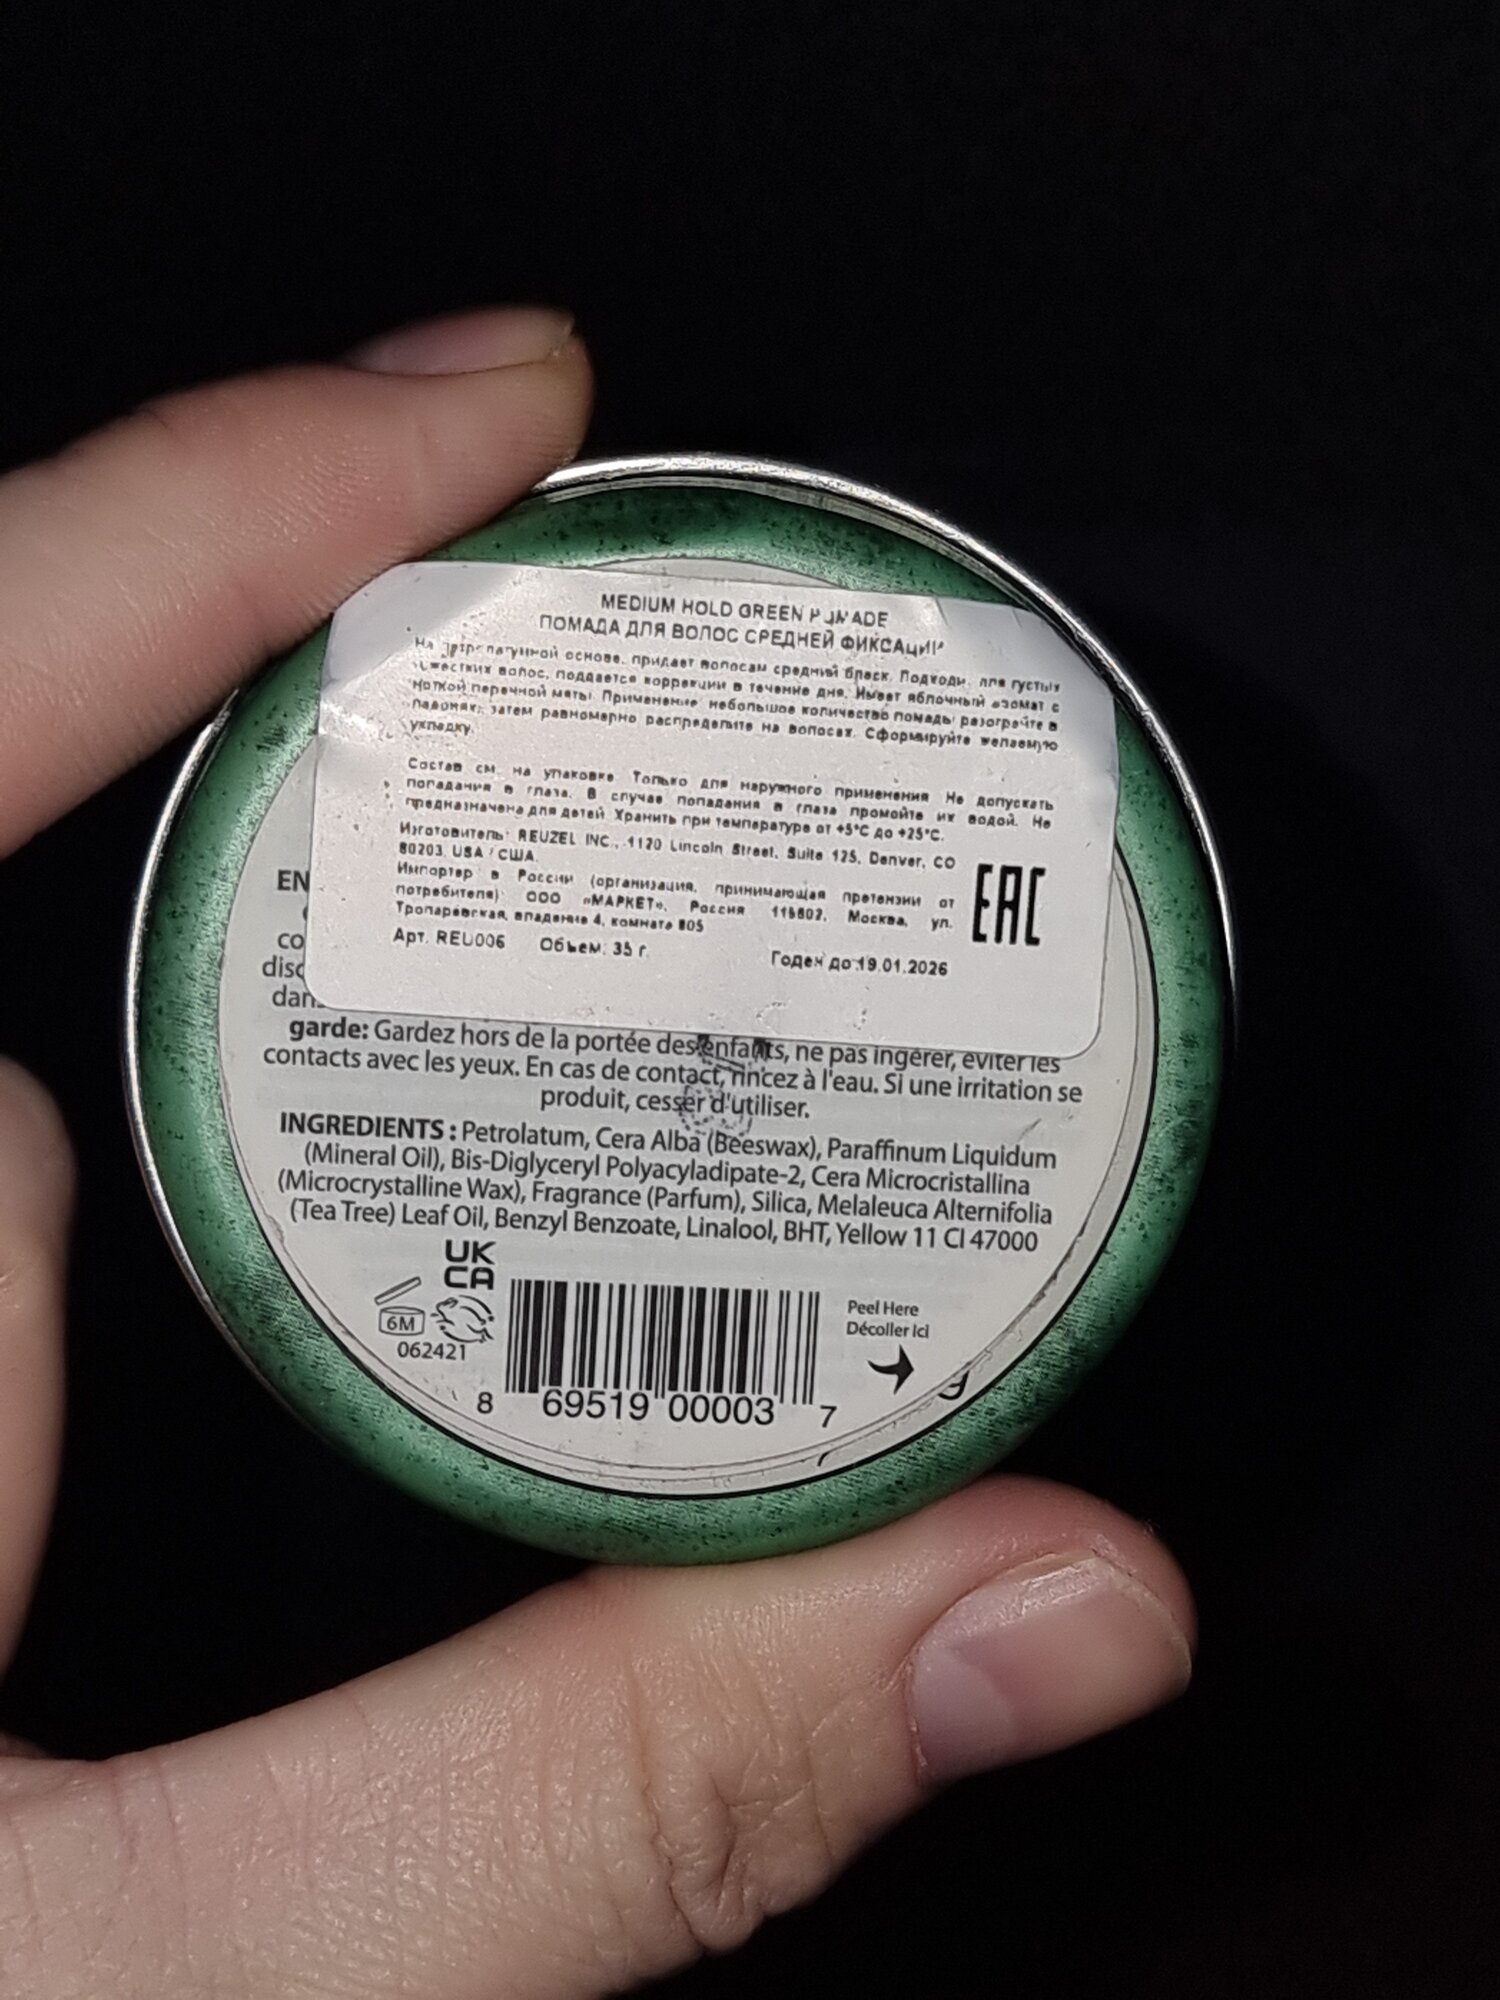 MEDIUM HOLD GREEN
ПОМАДА ДЛЯ ВОЛОС СРЕДНЕЙ ФИКСАЦИИ
На основе, придает волосам средний блеск. Подходит для густых
жестких волос, поддается коррекции в течение дня. Имеет яблочный аромат с
ноткой перечной мяты. Применение: небольшое количество помады разогрейте в
ладонях, затем равномерно распределите на волосах. Сформируйте желаемую
укладку.
Состав см. на упаковке. Только для наружного применения. Не допускать
попадания в глаза. В случае попадания в глаза промойте их водой. Не
предназначена для детей. Хранить при температуре от +5°С до +25°С.
Изготовитель: REUZEL INC., 1120 Lincoln Street, Suite 125, Denver, CO
80203, USA / США.
Импортер в России (организация, принимающая претензии от
потребителя): ООО «МАРКЕТ», Россия Москва, ул.
Тропаревская, владение 4, комната
Арт. REU006 Объем: 35 г. Годен до:19.01.2026
EAC
EN
co
disc
dan
garde: Gardez hors de la portée des enfants, ne pas ingérer, éviter les
contacts avec les yeux. En cas de contact, rincez à l'eau. Si une irritation se
produit, cesser d'utiliser.
INGREDIENTS : Petrolatum, Cera Alba (Beeswax), Paraffinum Liquidum
(Mineral Oil), Bis-Diglyceryl Polyacyladipate-2, Cera Microcristallina
(Microcrystalline Wax), Fragrance (Parfum), Silica, Melaleuca Alternifolia
(Tea Tree) Leaf Oil, Benzyl Benzoate, Linalool, BHT, Yellow 11 CI 47000
UK
CA
6M
062421
Peel Here
Décoller Ici
8 69519 00003 7